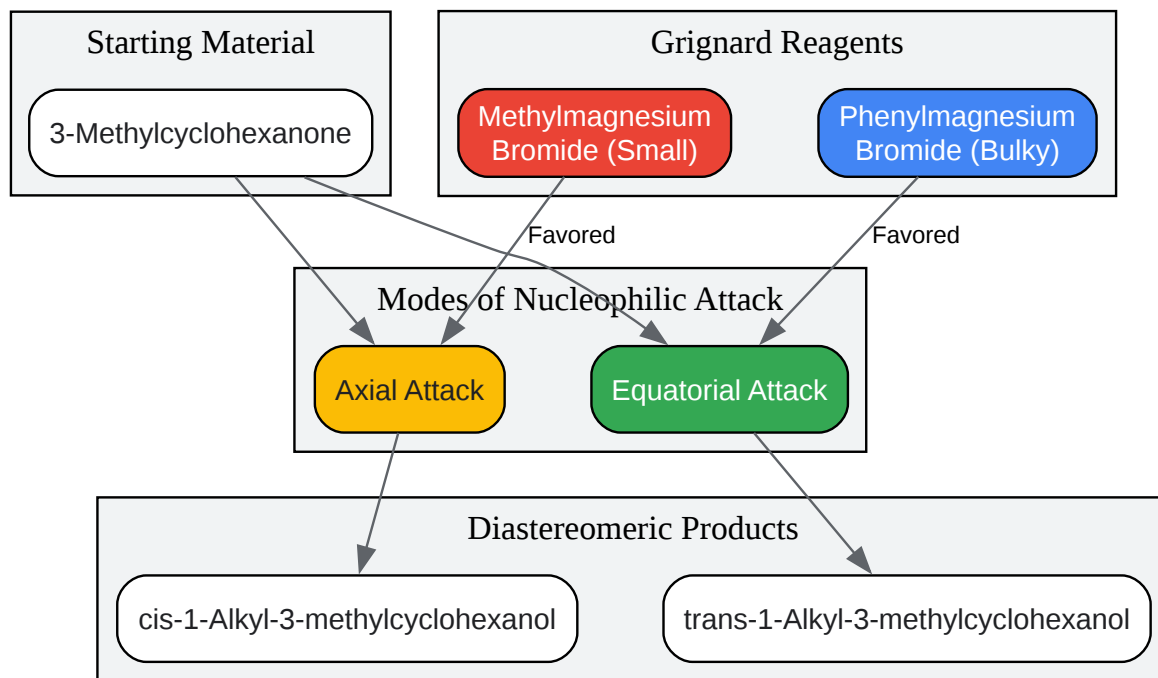 Starting Material
Grignard Reagents
3-Methylcyclohexanone
Methylmagnesium
Bromide (Small)
Phenylmagnesium
Bromide (Bulky)
Favored
Favored
Modes of Nucleophilic Attack
Axial Attack
Equatorial Attack
Diastereomeric Products
cis-1-Alkyl-3-methylcyclohexanol
trans-1-Alkyl-3-methylcyclohexanol